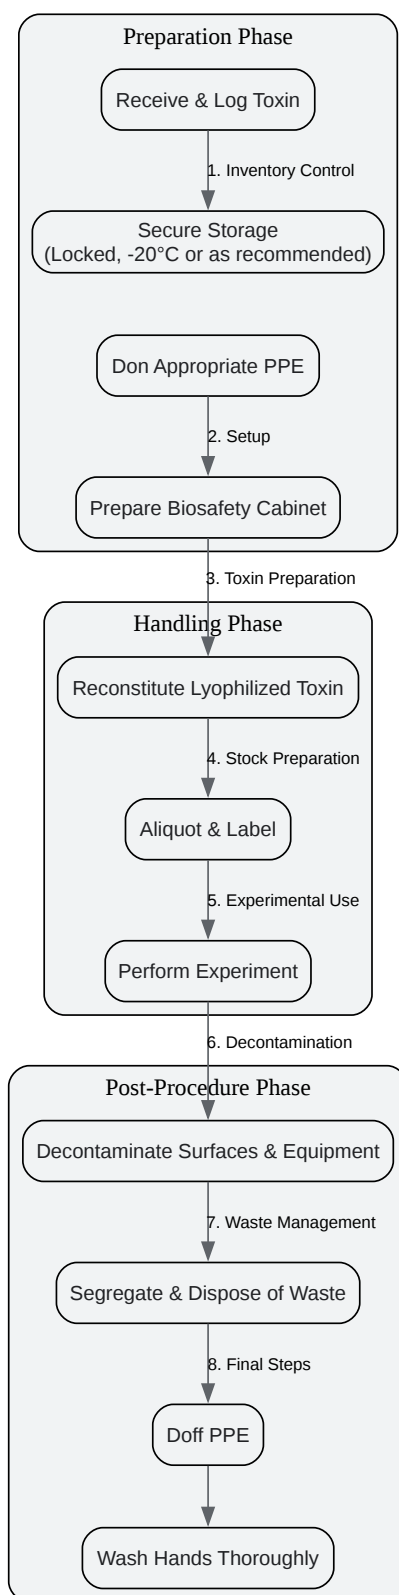 Preparation Phase
Receive & Log Toxin
1. Inventory Control
Secure Storage
(Locked, -20°C or as recommended)
Don Appropriate PPE
2. Setup
Prepare Biosafety Cabinet
3. Toxin Preparation
Handling Phase
Reconstitute Lyophilized Toxin
4. Stock Preparation
Aliquot & Label
5. Experimental Use
Perform Experiment
6. Decontamination
Post-Procedure Phase
Decontaminate Surfaces & Equipment
7. Waste Management
Segregate & Dispose of Waste
8. Final Steps
Doff PPE
Wash Hands Thoroughly